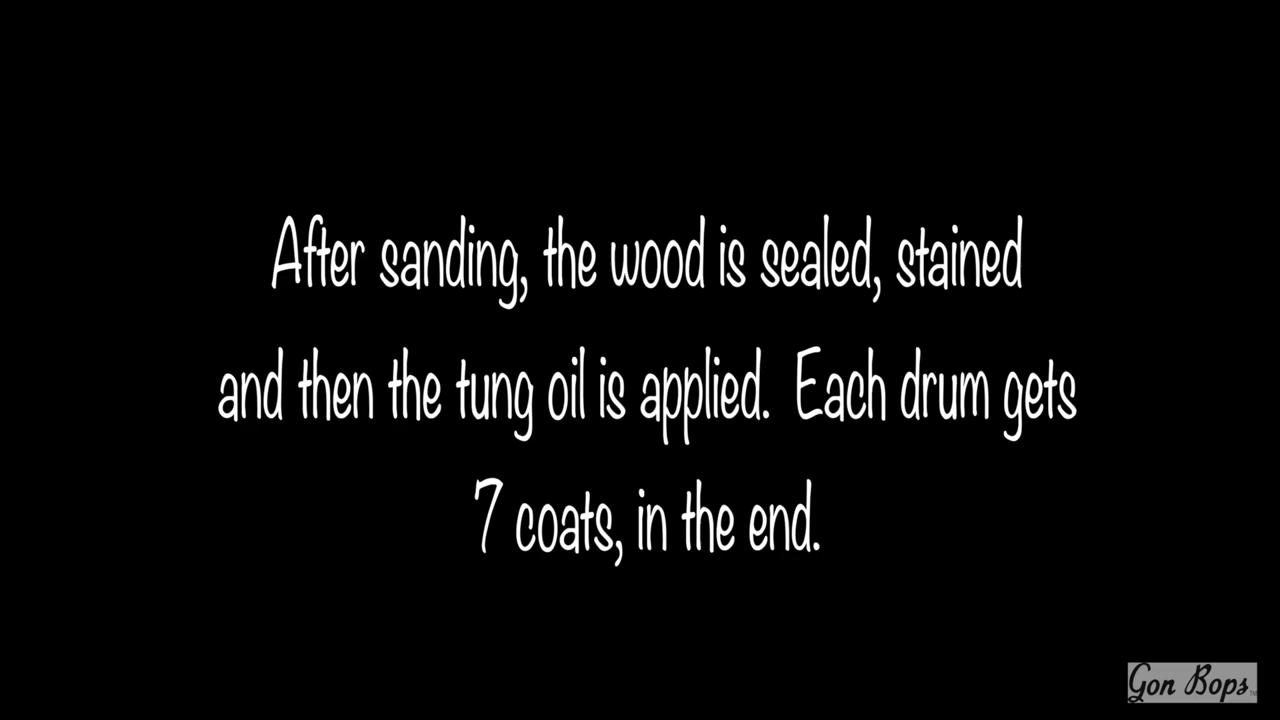 After sanding, the wood is sealed, stained
and then the tung oil is applied. Each drum gets
7 coats, in the end.
Gon Bops™